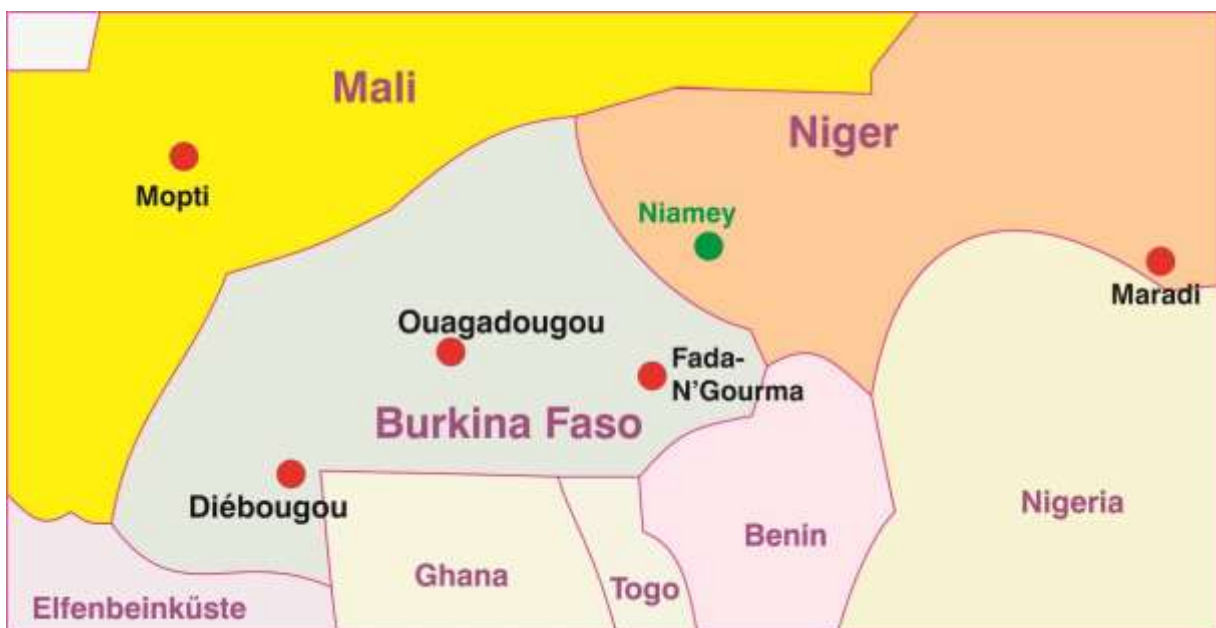 Mali
Niger
Mopti
Niamey
Maradi
Ouagadougou
Fada-
N'Gourma
Burkina Faso
Diébougou
Nigeria
Benin
Ghana
Togo
Elfenbeinküste